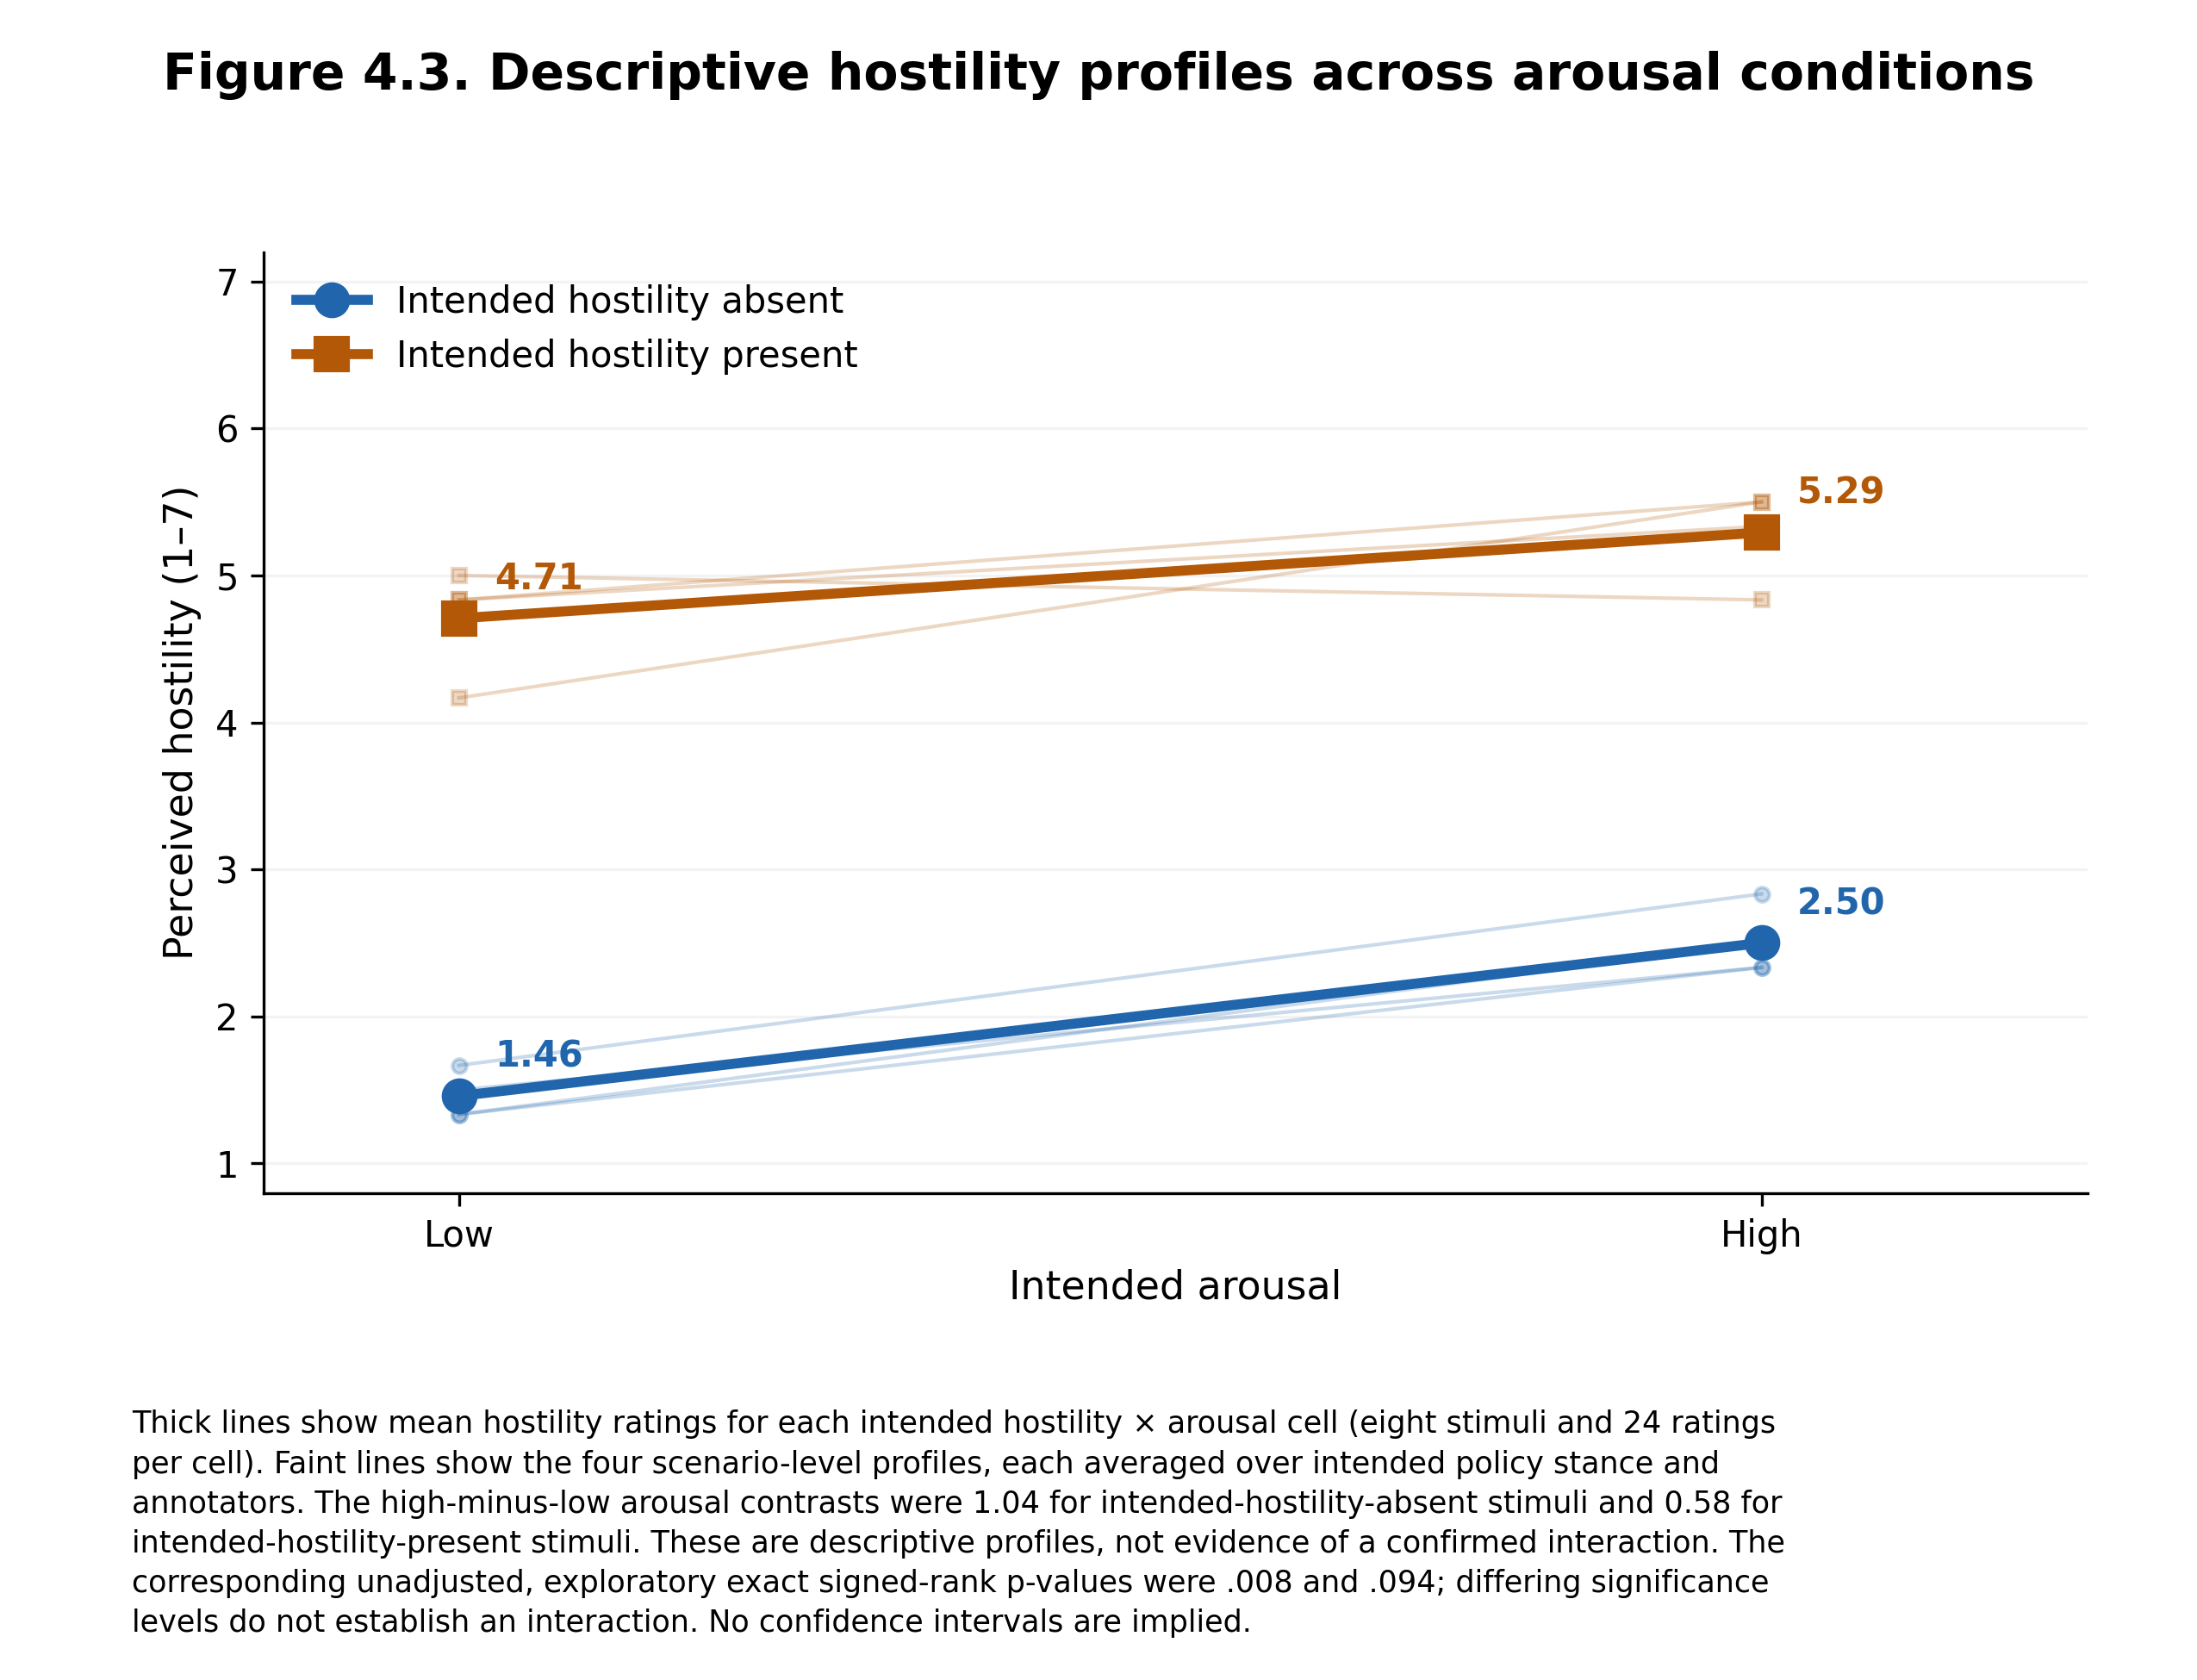 Figure 4.3. Descriptive hostility profiles across arousal conditions
7
6
5
4
3
2
1
Perceived hostility (1–7)
Intended hostility absent
Intended hostility present
4.71
5.29
1.46
2.50
Low
High
Intended arousal
Thick lines show mean hostility ratings for each intended hostility × arousal cell (eight stimuli and 24 ratings
per cell). Faint lines show the four scenario-level profiles, each averaged over intended policy stance and
annotators. The high-minus-low arousal contrasts were 1.04 for intended-hostility-absent stimuli and 0.58 for
intended-hostility-present stimuli. These are descriptive profiles, not evidence of a confirmed interaction. The
corresponding unadjusted, exploratory exact signed-rank p-values were .008 and .094; differing significance
levels do not establish an interaction. No confidence intervals are implied.